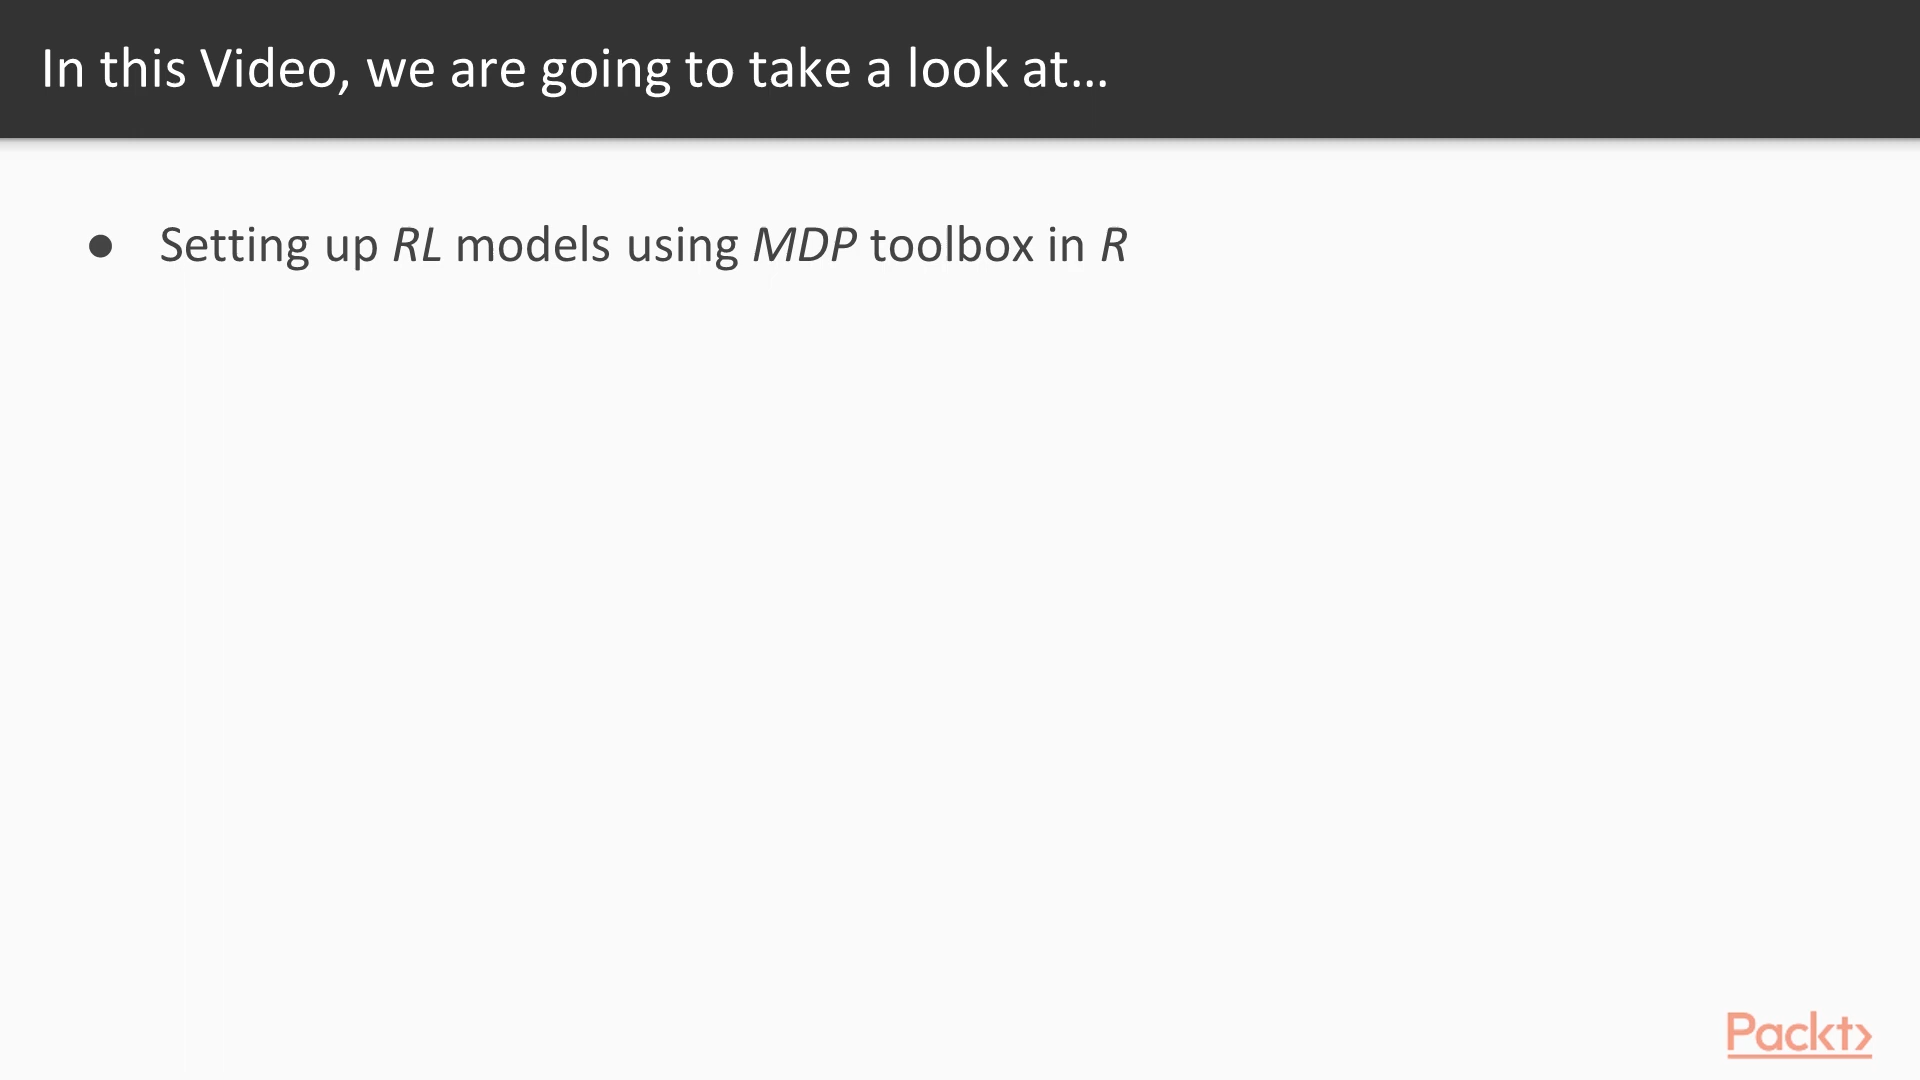 In this Video, we are going to take a look at...
● Setting up RL models using MDP toolbox in R
Packt>